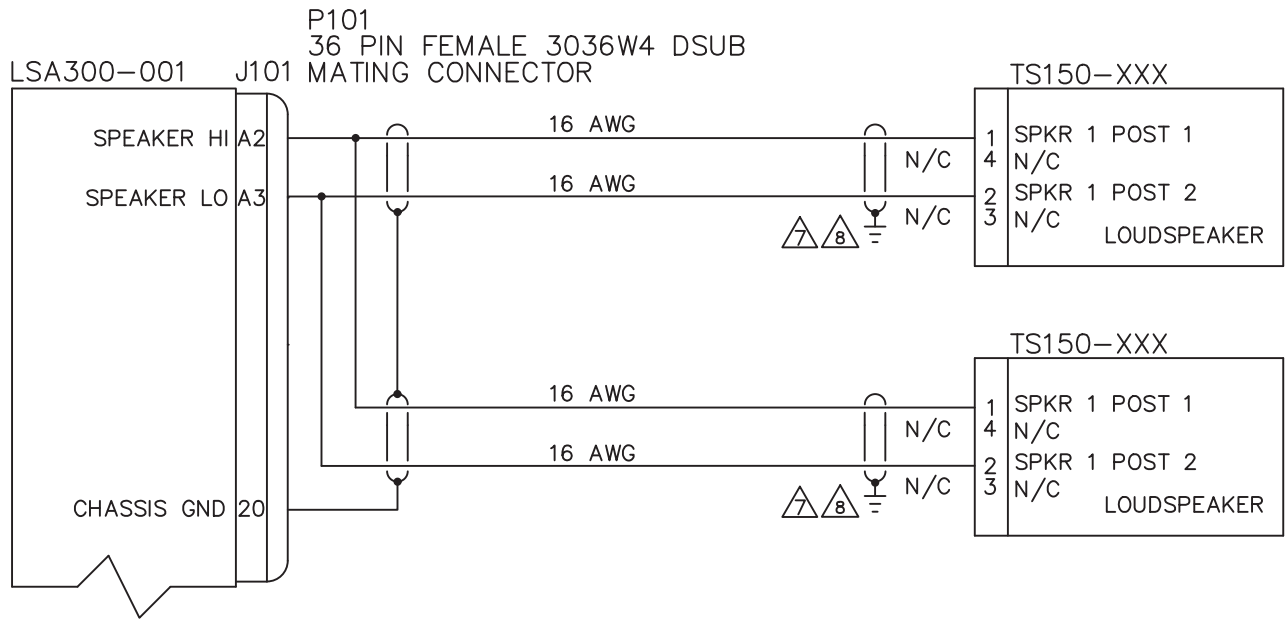 P101
36 PIN FEMALE 3036W4 DSUB
LSA300-001 J101 MATING CONNECTOR
TS150-XXX
SPEAKER HI A2
16 AWG
1 SPKR 1 POST 1
N/C 4 N/C
SPEAKER LO A3
16 AWG
2 SPKR 1 POST 2
N/C 3 N/C
7 8
LOUDSPEAKER
TS150-XXX
16 AWG
1 SPKR 1 POST 1
N/C 4 N/C
16 AWG
2 SPKR 1 POST 2
N/C 3 N/C
7 8
LOUDSPEAKER
CHASSIS GND 20